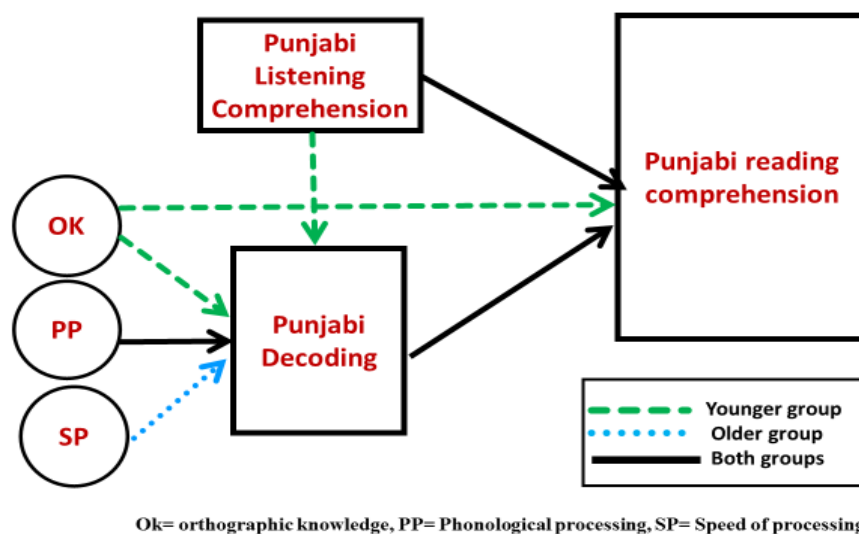 Punjabi
Listening
Comprehension
Punjabi reading
comprehension
OK
PP
SP
Punjabi
Decoding
Younger group
Older group
Both groups
Ok= orthographic knowledge, PP= Phonological processing, SP= Speed of processing